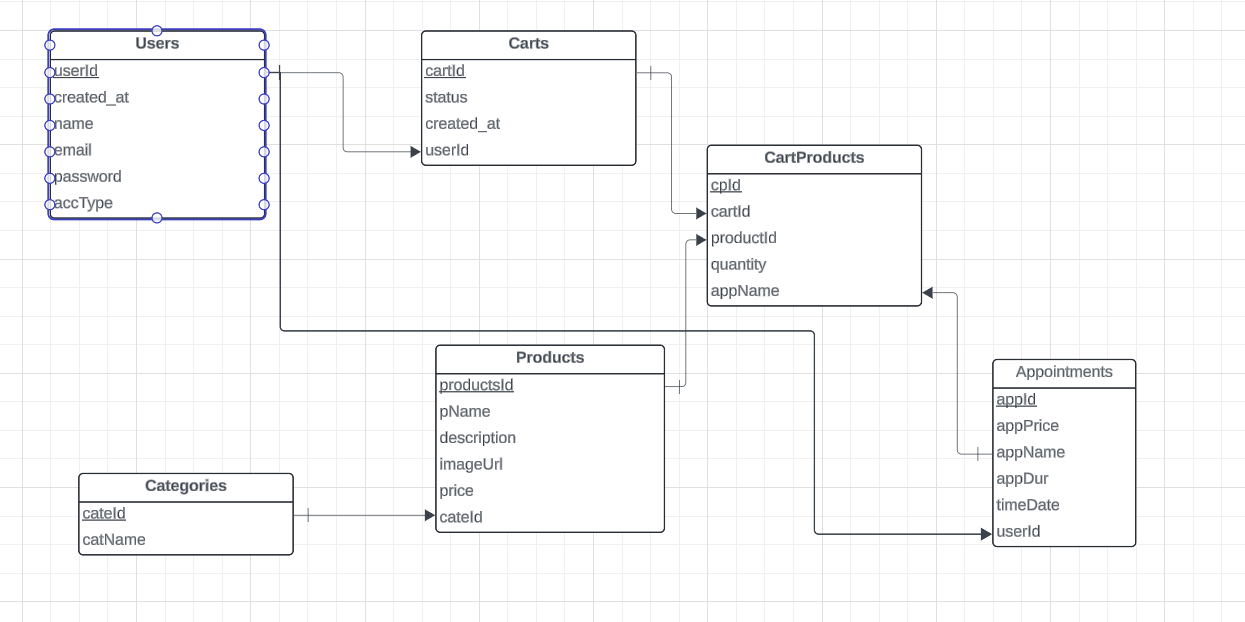 Users
userId
created_at
name
email
password
accType
Carts
cartId
status
created_at
userId
CartProducts
cpId
cartId
productId
quantity
appName
Products
productsId
pName
description
imageUrl
price
cateId
Categories
cateId
catName
Appointments
appId
appPrice
appName
appDur
timeDate
userId